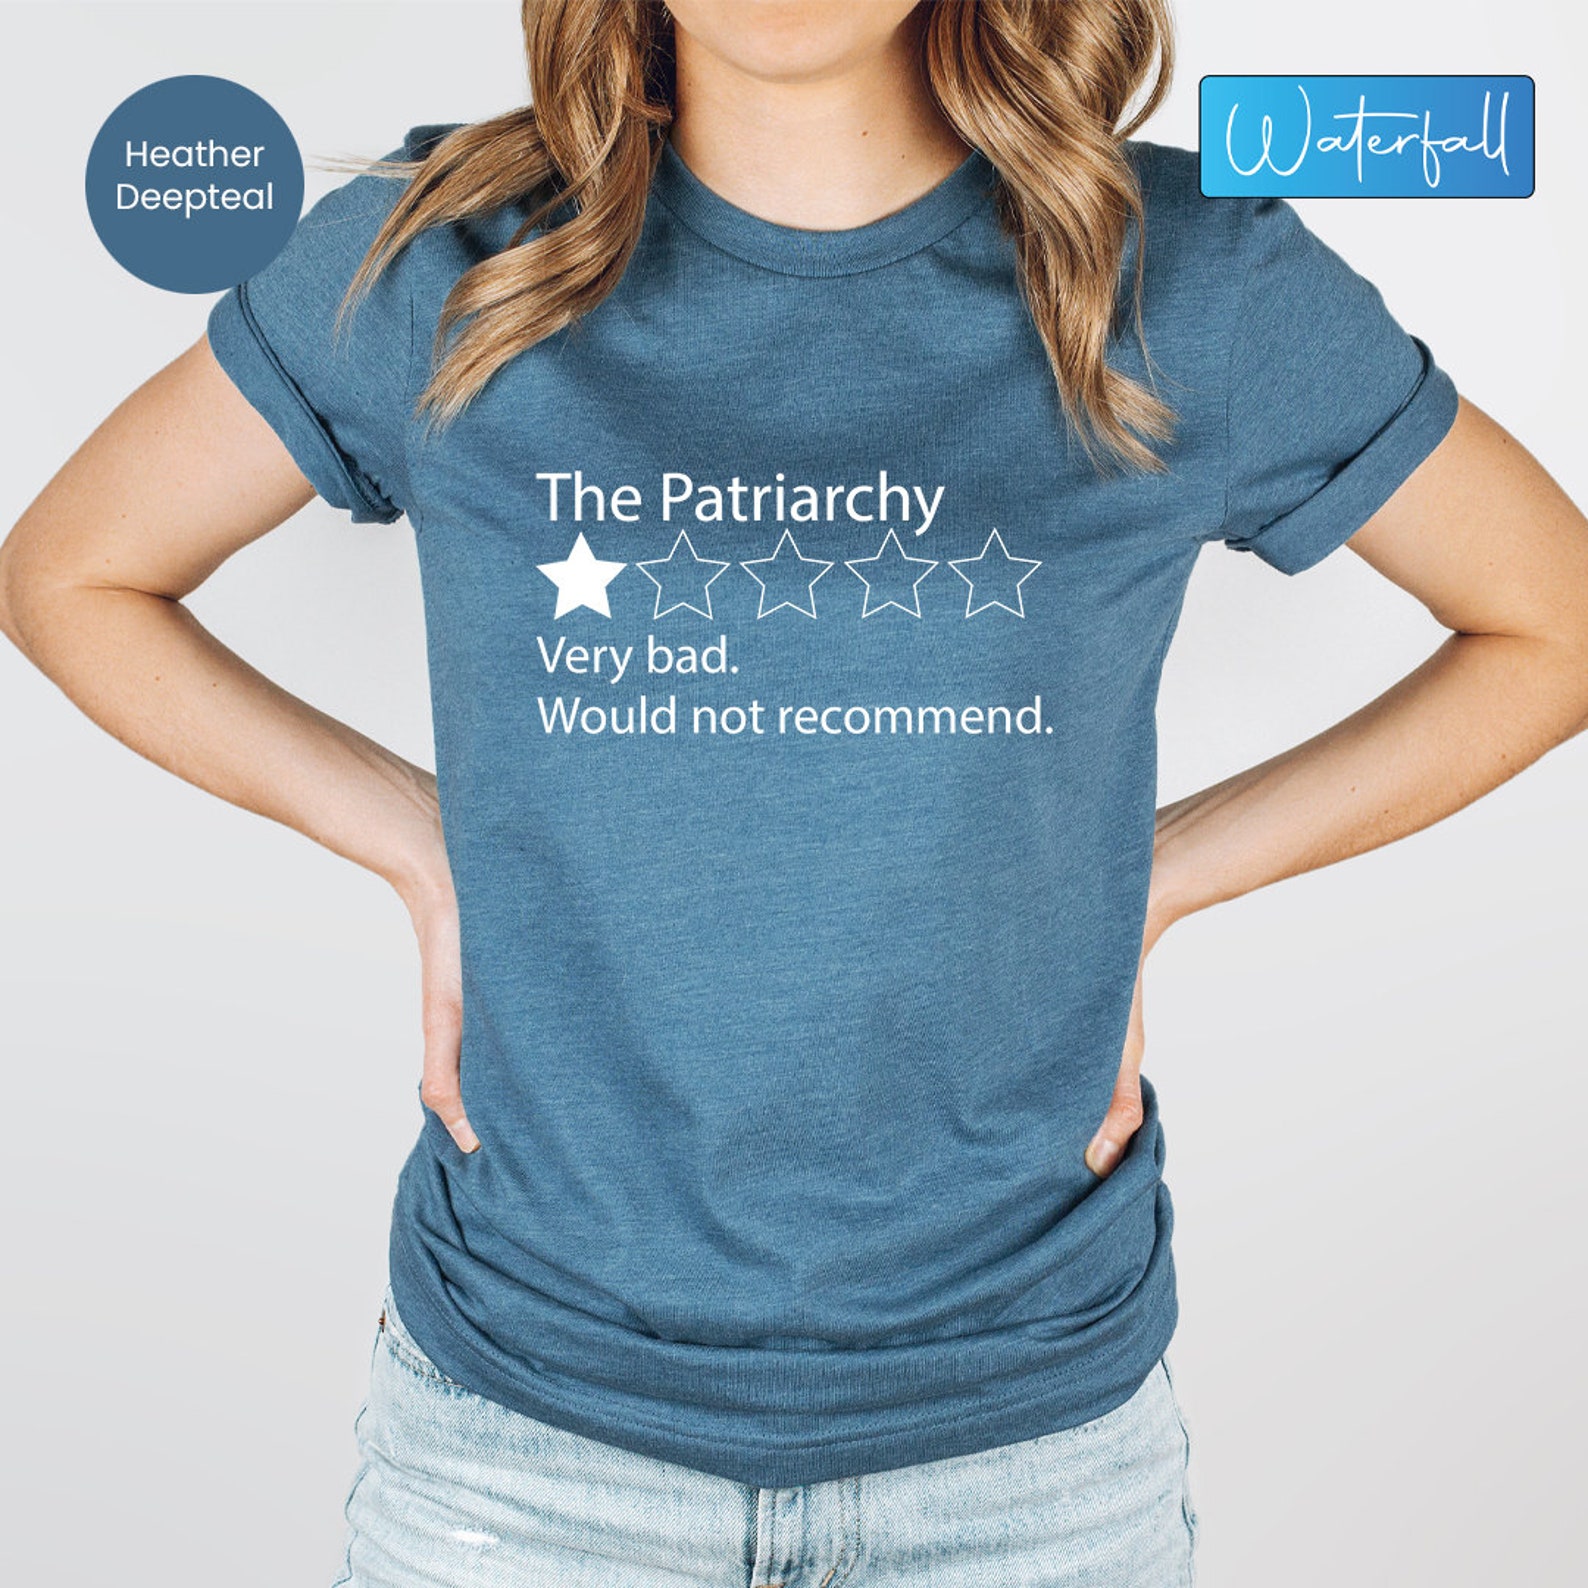 Heather
Deepteal
Waterfall
The Patriarchy
Very bad.
Would not recommend.